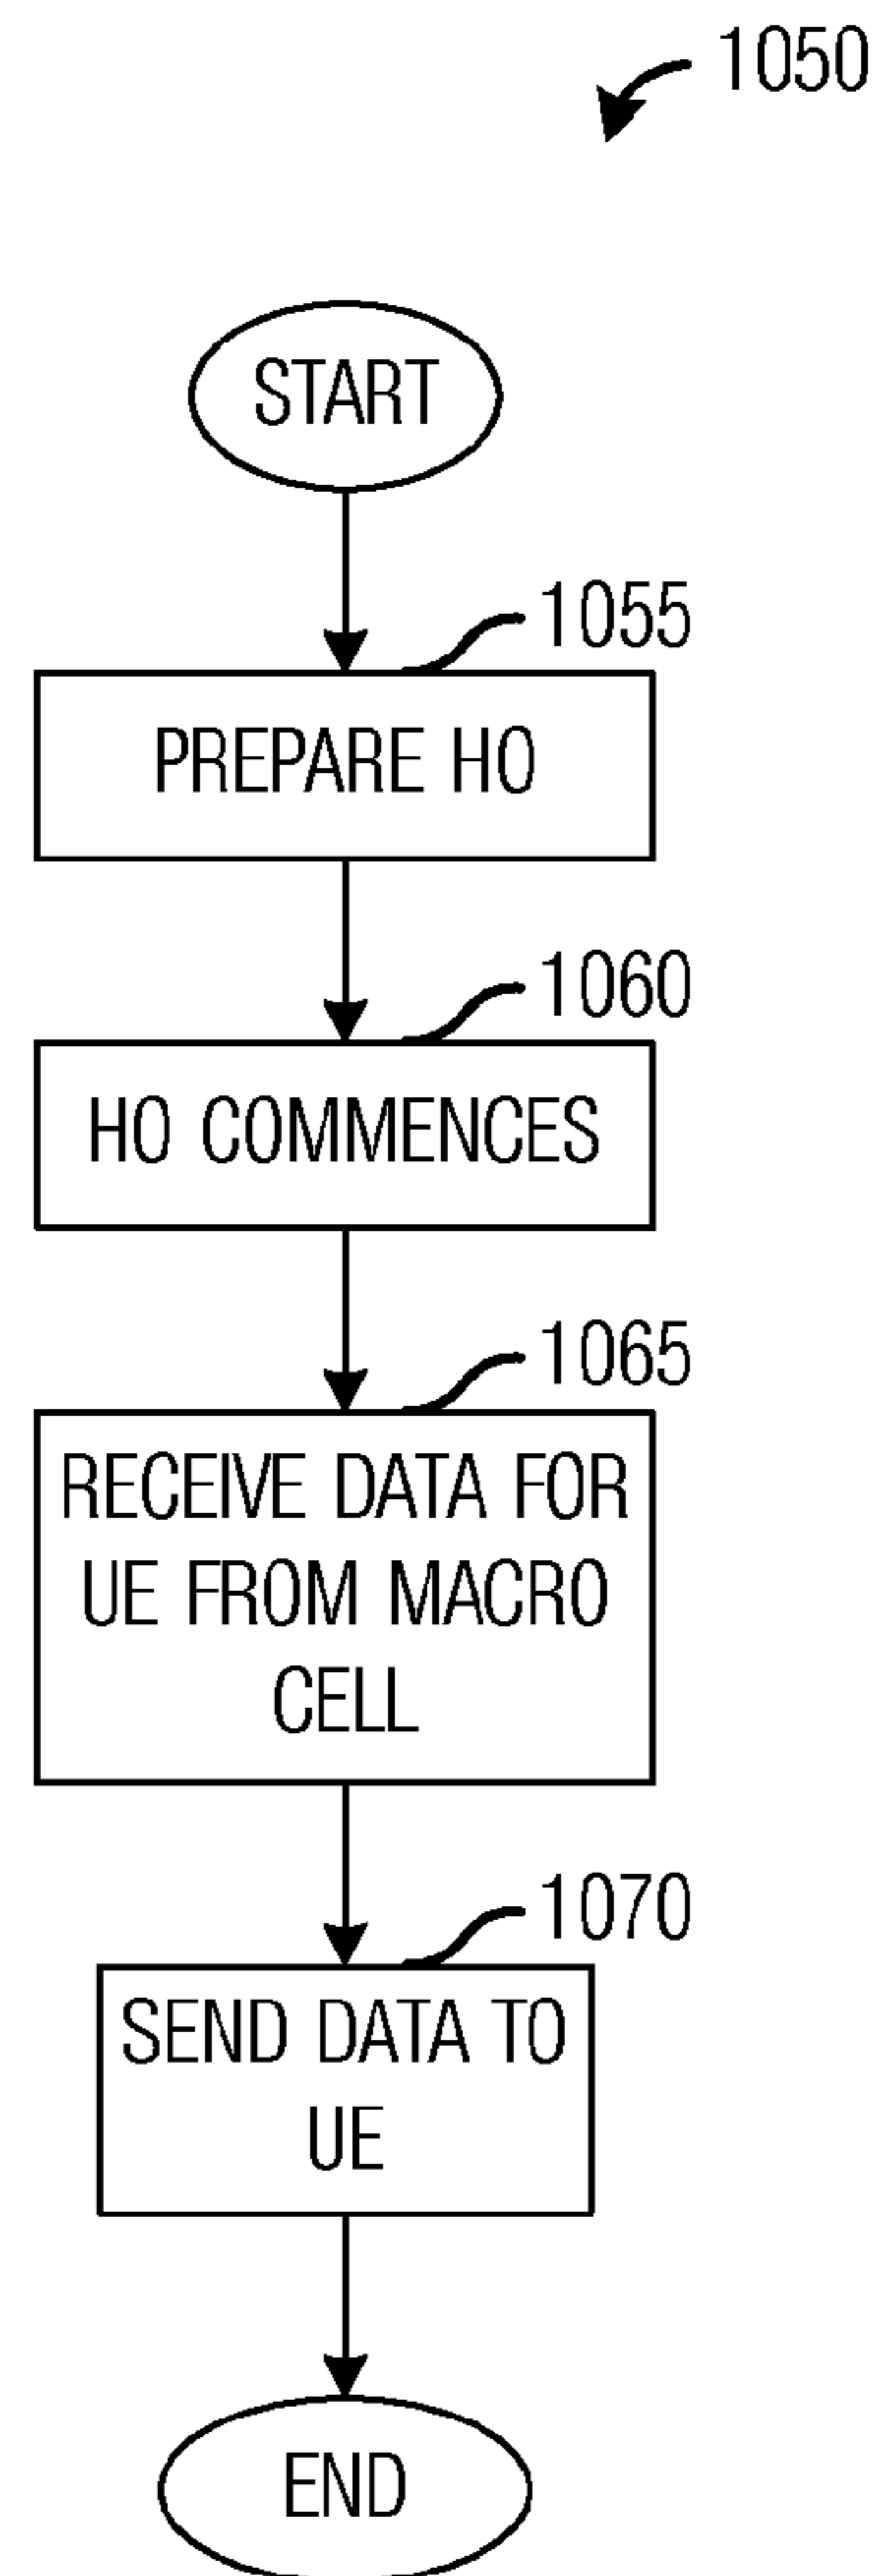 1050
START
1055
PREPARE HO
1060
HO COMMENCES
1065
RECEIVE DATA FOR
UE FROM MACRO
CELL
1070
SEND DATA TO
UE
END